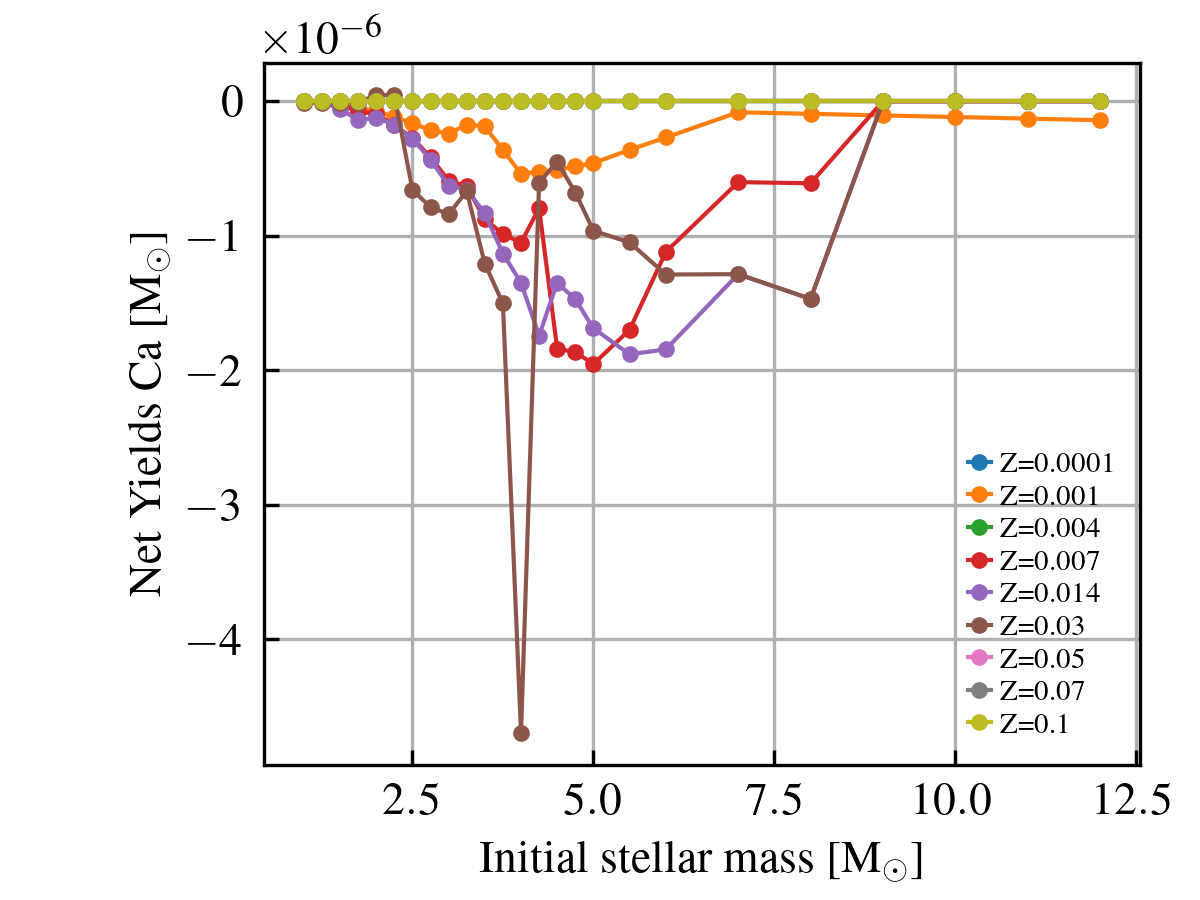 ×10⁻⁶
0
−1
−2
−3
−4
Net Yields Ca [M☉]
2.5 5.0 7.5 10.0 12.5
Initial stellar mass [M☉]
Z=0.0001
Z=0.001
Z=0.004
Z=0.007
Z=0.014
Z=0.03
Z=0.05
Z=0.07
Z=0.1